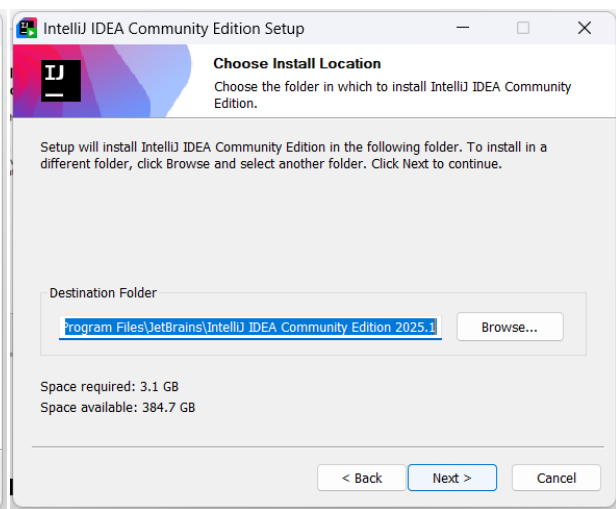 IntelliJ IDEA Community Edition Setup
IJ
Choose Install Location
Choose the folder in which to install IntelliJ IDEA Community
Edition.
Setup will install IntelliJ IDEA Community Edition in the following folder. To install in a
different folder, click Browse and select another folder. Click Next to continue.
Destination Folder
Program Files\JetBrains\IntelliJ IDEA Community Edition 2025.1
Browse...
Space required: 3.1 GB
Space available: 384.7 GB
< Back
Next >
Cancel